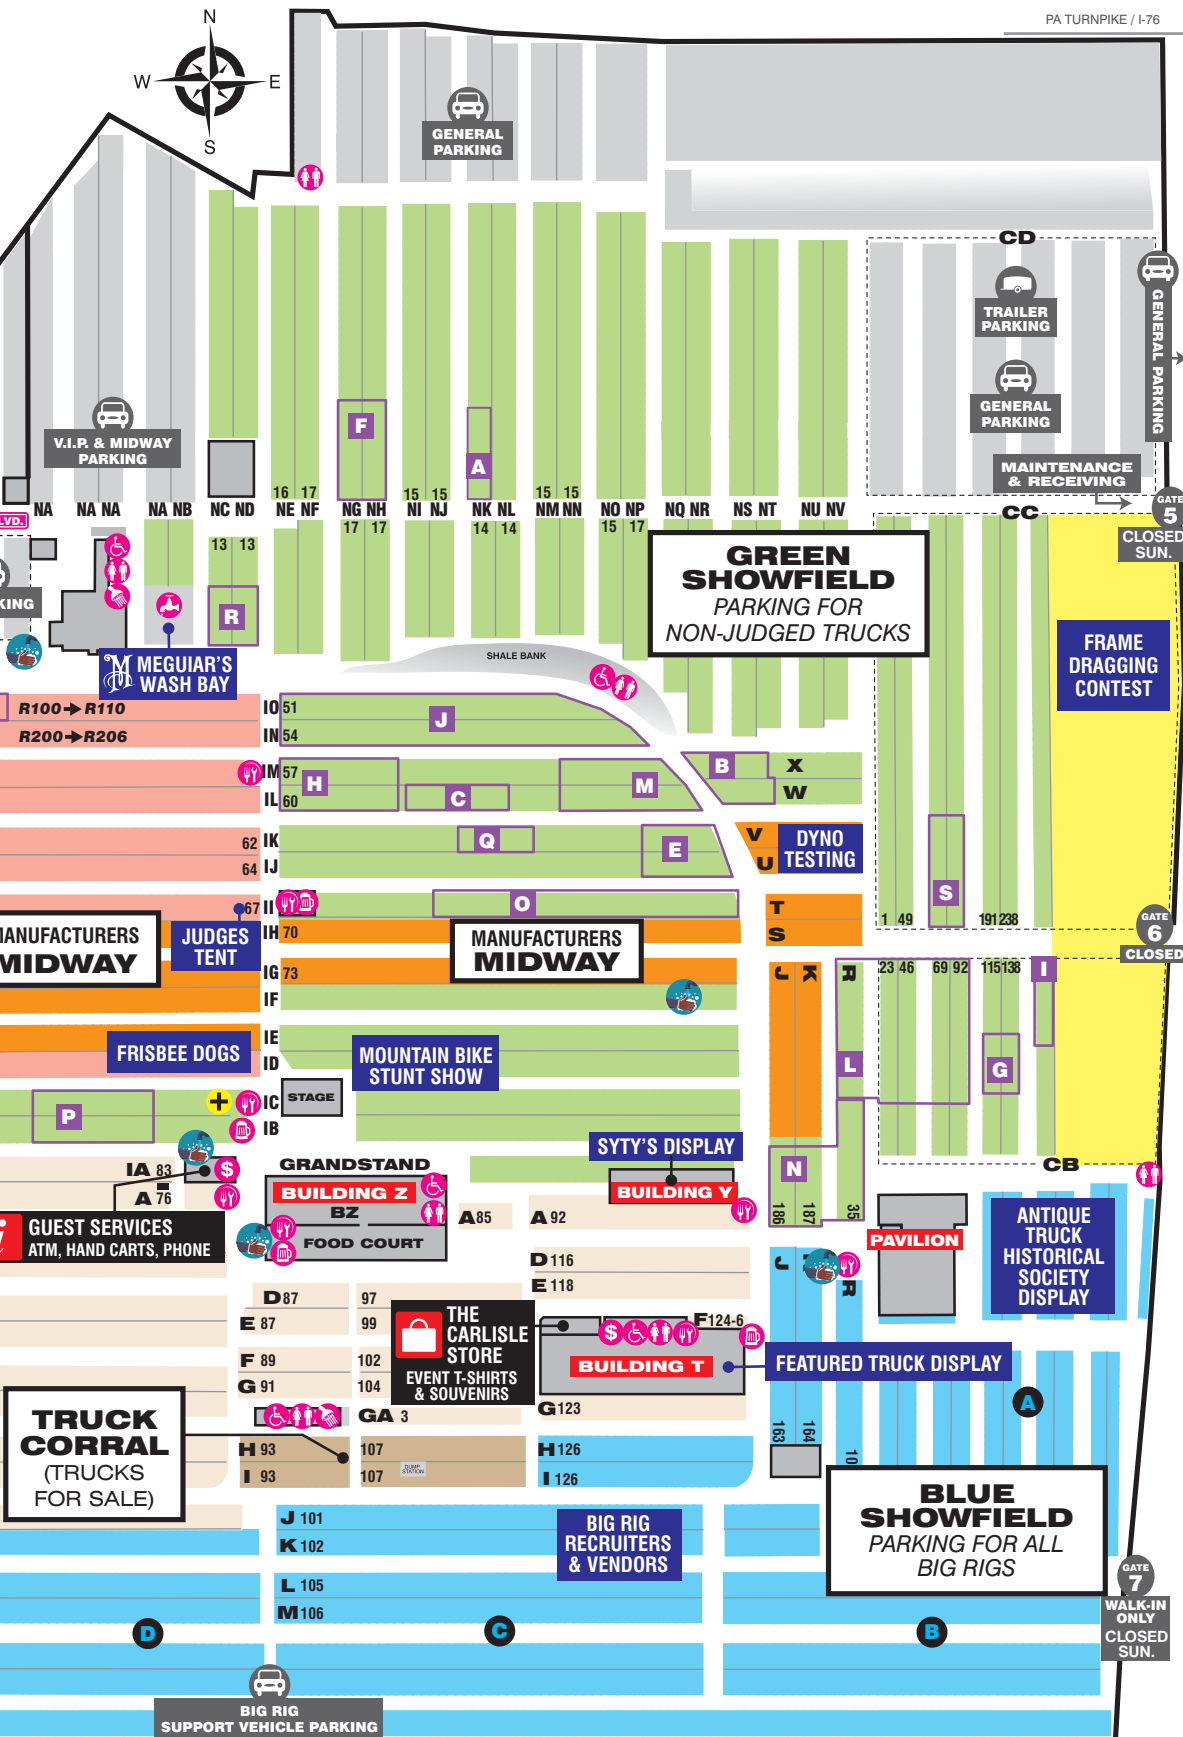 PA TURNPIKE / I-76
N
W E
S
GENERAL
PARKING
CD
TRAILER
PARKING
GENERAL
PARKING
GENERAL PARKING
V.I.P. & MIDWAY
PARKING
F
A
MAINTENANCE
& RECEIVING
16 17
15 15
15 15
NA
NA NA
NA NB
NC ND
NE NF
NG NH
NI NJ
NK NL
NM NN
NO NP
NQ NR
NS NT
NU NV
CC
GATE
5
CLOSED
SUN.
LVD.
13 13
17 17
14 14
15 17
GREEN
SHOWFIELD
PARKING FOR
NON-JUDGED TRUCKS
KING
R
FRAME
DRAGGING
CONTEST
MEGUIAR'S
WASH BAY
SHALE BANK
R100 R110
R200 R206
IO 51
IN 54
J
IM 57
IL 60
H
C
M
B
X
W
62 IK
64 IJ
Q
E
V
U
DYNO
TESTING
S
1 49
191 238
67 II
O
IH 70
T
S
GATE
6
CLOSED
MANUFACTURERS
MIDWAY
JUDGES
TENT
MANUFACTURERS
MIDWAY
IG 73
IF
J
K
R
23 46
69 92
115 138
I
IE
ID
FRISBEE DOGS
MOUNTAIN BIKE
STUNT SHOW
L
G
P
IC
IB
STAGE
SYTY'S DISPLAY
N
CB
IA 83
A 76
GRANDSTAND
BUILDING Z
BZ
FOOD COURT
BUILDING Y
A 85
A 92
186
187
35
GUEST SERVICES
ATM, HAND CARTS, PHONE
PAVILION
ANTIQUE
TRUCK
HISTORICAL
SOCIETY
DISPLAY
D 116
E 118
J
R
D 87
E 87
97
99
THE
CARLISLE
STORE
EVENT T-SHIRTS
& SOUVENIRS
F 124-6
BUILDING T
FEATURED TRUCK DISPLAY
F 89
G 91
102
104
GA 3
G 123
A
TRUCK
CORRAL
(TRUCKS
FOR SALE)
H 93
I 93
107
107
DUMP
STATION
H 126
I 126
163
164
10
BLUE
SHOWFIELD
PARKING FOR ALL
BIG RIGS
J 101
K 102
BIG RIG
RECRUITERS
& VENDORS
L 105
M 106
GATE
7
WALK-IN
ONLY
CLOSED
SUN.
D
C
B
BIG RIG
SUPPORT VEHICLE PARKING